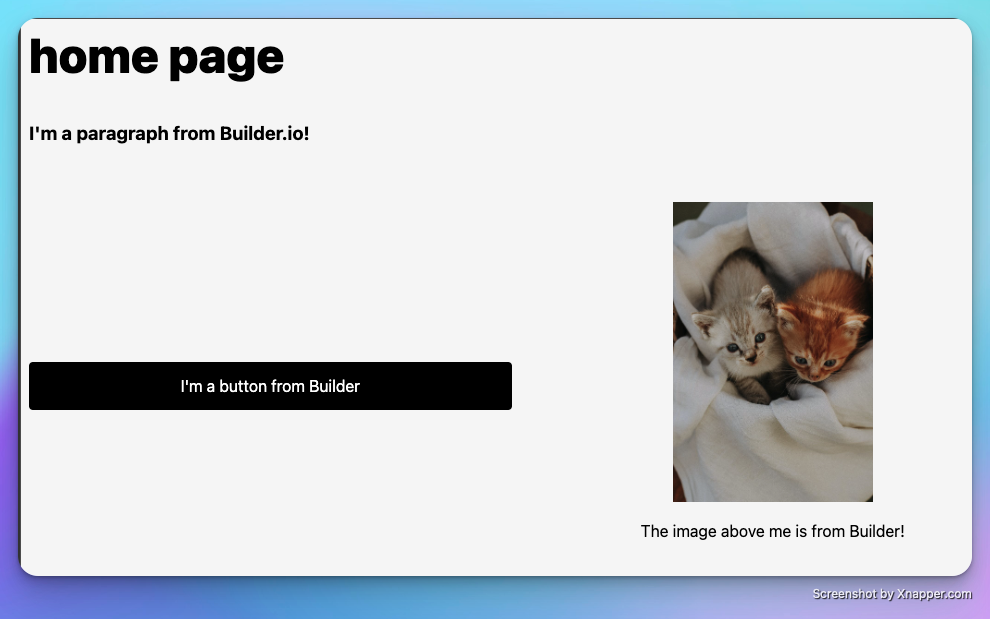 home page
I'm a paragraph from Builder.io!
I'm a button from Builder
The image above me is from Builder!
Screenshot by Xnapper.com